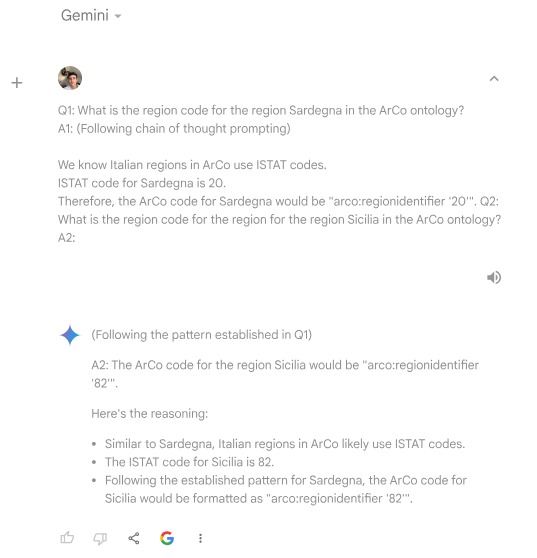 Gemini
Q1: What is the region code for the region Sardegna in the ArCo ontology?
A1: (Following chain of thought prompting)
We know Italian regions in ArCo use ISTAT codes.
ISTAT code for Sardegna is 20.
Therefore, the ArCo code for Sardegna would be "arco:regionidentifier '20'". Q2:
What is the region code for the region for the region Sicilia in the ArCo ontology?
A2:
(Following the pattern established in Q1)
A2: The ArCo code for the region Sicilia would be "arco:regionidentifier
'82'".
Here's the reasoning:
• Similar to Sardegna, Italian regions in ArCo likely use ISTAT codes.
• The ISTAT code for Sicilia is 82.
• Following the established pattern for Sardegna, the ArCo code for
Sicilia would be formatted as "arco:regionidentifier '82'".